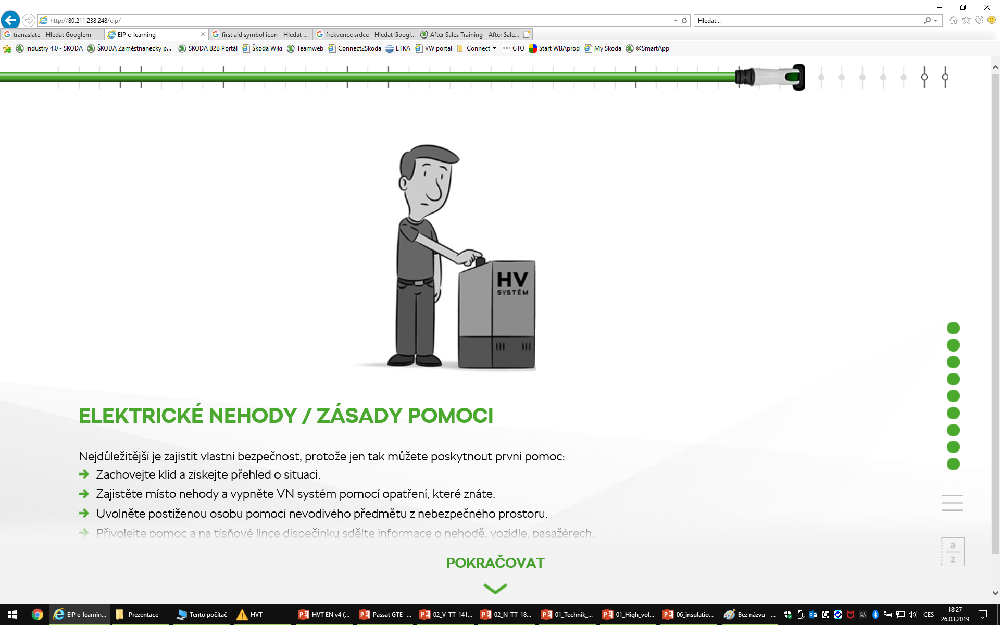 http://80.211.238.248/eip/
Hledat...
tranaslate - Hledat Googlem
EIP e-learning
first aid symbol icon - Hledat ...
frekvence srdce - Hledat Googl...
After Sales Training - After Sale...
Industry 4.0 - ŠKODA
ŠKODA Zaměstnanecký p...
ŠKODA B2B Portál
Škoda Wiki
Teamweb
Connect2Skoda
ETKA
VW portal
Connect
GTO
Start WBAprod
My Škoda
@SmartApp
HV
SYSTÉM
ELEKTRICKÉ NEHODY / ZÁSADY POMOCI
Nejdůležitější je zajistit vlastní bezpečnost, protože jen tak můžete poskytnout první pomoc:
Zachovejte klid a získejte přehled o situaci.
Zajistěte místo nehody a vypněte VN systém pomocí opatření, které znáte.
Uvolněte postiženou osobu pomocí nevodivého předmětu z nebezpečného prostoru.
Přivolejte pomoc a na tísňové lince dispečinku sdělte informace o nehodě, vozidle, pasažérech.
a
z
POKRAČOVAT
EIP e-learnin...
Prezentace
Tento počítač
HVT
HVT EN v4 (...
Passat GTE -...
02_V-TT-141...
02_N-TT-18...
01_Technik_...
01_High_vol...
06_insulatio...
Bez názvu - ...
CES
18:27
26.03.2019